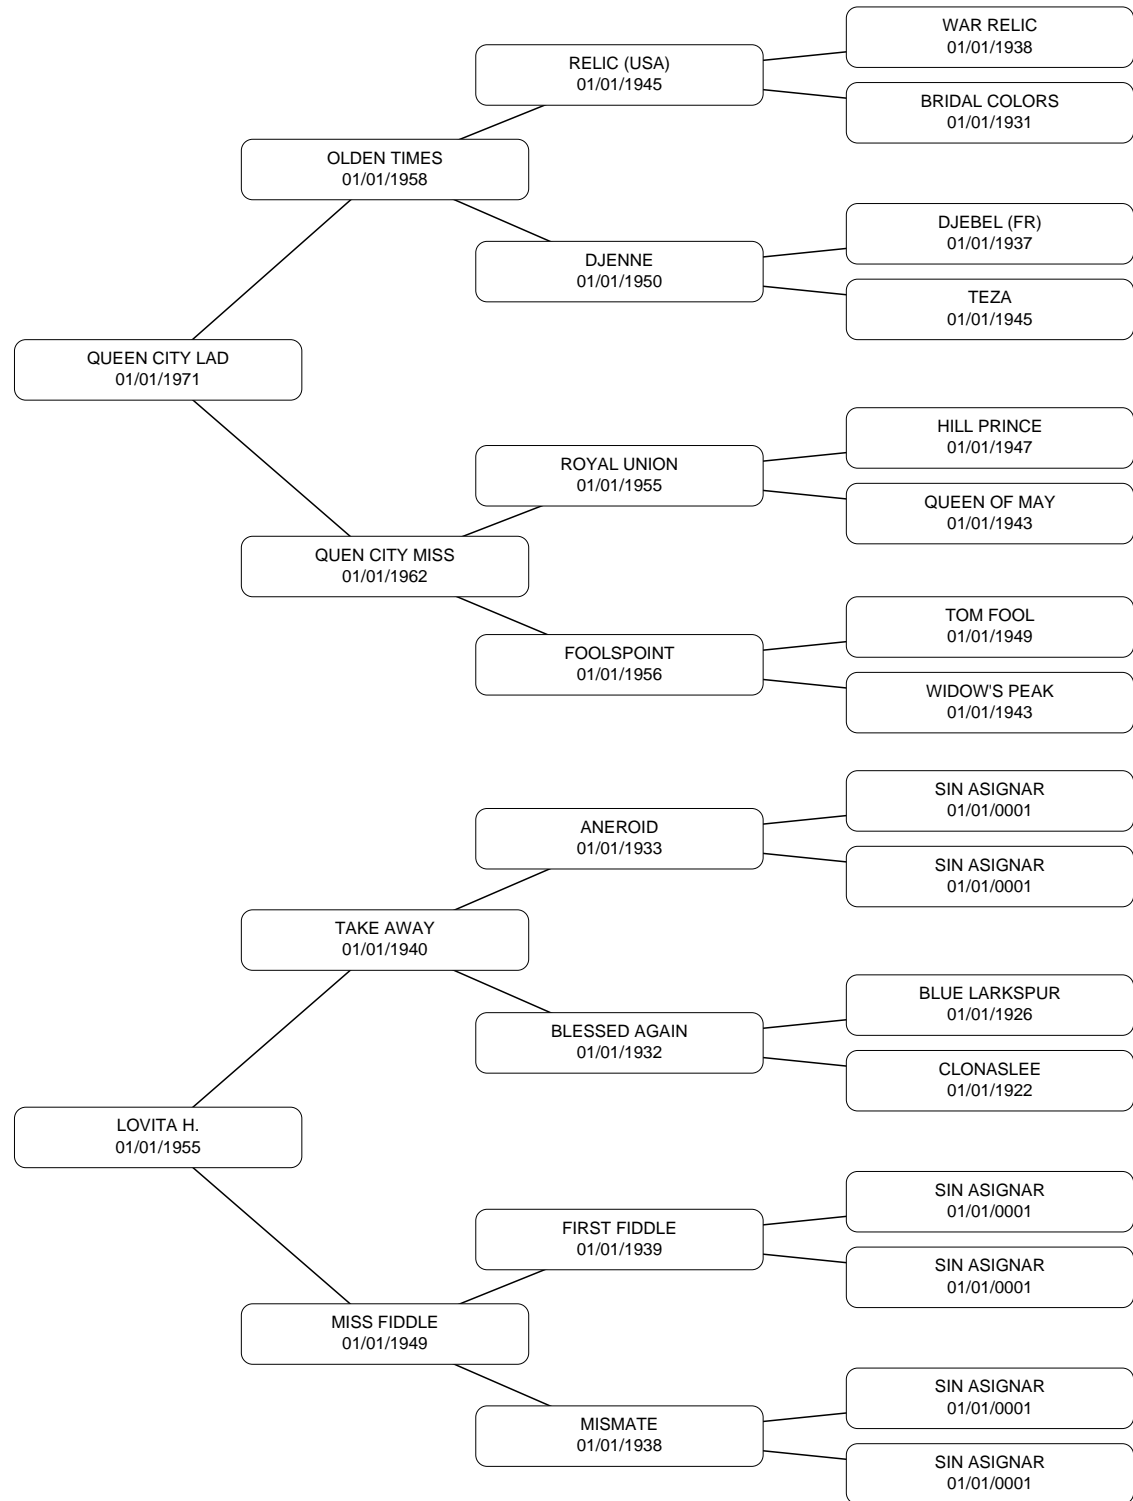 WAR RELIC
01/01/1938
RELIC (USA)
01/01/1945
BRIDAL COLORS
01/01/1931
OLDEN TIMES
01/01/1958
DJEBEL (FR)
01/01/1937
DJENNE
01/01/1950
TEZA
01/01/1945
QUEEN CITY LAD
01/01/1971
HILL PRINCE
01/01/1947
ROYAL UNION
01/01/1955
QUEEN OF MAY
01/01/1943
QUEN CITY MISS
01/01/1962
TOM FOOL
01/01/1949
FOOLSPOINT
01/01/1956
WIDOW'S PEAK
01/01/1943
SIN ASIGNAR
01/01/0001
ANEROID
01/01/1933
SIN ASIGNAR
01/01/0001
TAKE AWAY
01/01/1940
BLUE LARKSPUR
01/01/1926
BLESSED AGAIN
01/01/1932
CLONASLEE
01/01/1922
LOVITA H.
01/01/1955
SIN ASIGNAR
01/01/0001
FIRST FIDDLE
01/01/1939
SIN ASIGNAR
01/01/0001
MISS FIDDLE
01/01/1949
SIN ASIGNAR
01/01/0001
MISMATE
01/01/1938
SIN ASIGNAR
01/01/0001